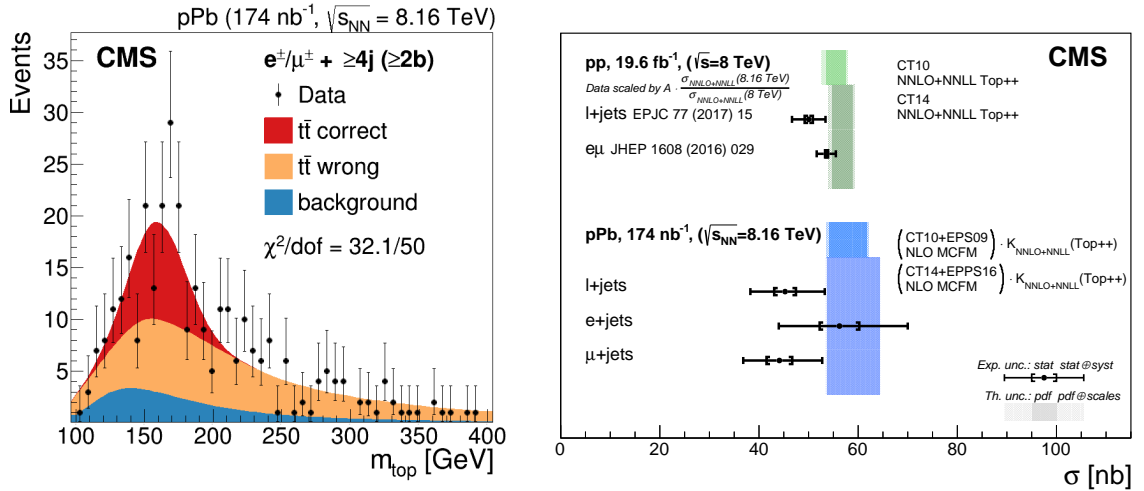 pPb (174 nb⁻¹, √s_NN = 8.16 TeV)
CMS
e±/μ± + ≥4j (≥2b)
Data
tt̄ correct
tt̄ wrong
background
χ²/dof = 32.1/50
Events
35
30
25
20
15
10
5
100 150 200 250 300 350 400
m_top [GeV]
CMS
pp, 19.6 fb⁻¹, (√s=8 TeV)
Data scaled by A · σ_NNLO+NNLL(8.16 TeV)
σ_NNLO+NNLL(8 TeV)
l+jets EPJC 77 (2017) 15
eμ JHEP 1608 (2016) 029
CT10
NNLO+NNLL Top++
CT14
NNLO+NNLL Top++
pPb, 174 nb⁻¹, (√s_NN=8.16 TeV)
l+jets
e+jets
μ+jets
(CT10+EPS09
NLO MCFM) · K_NNLO+NNLL(Top++)
(CT14+EPPS16
NLO MCFM) · K_NNLO+NNLL(Top++)
Exp. unc.: stat stat⊕syst
Th. unc.: pdf pdf⊕scales
0 20 40 60 80 100
σ [nb]